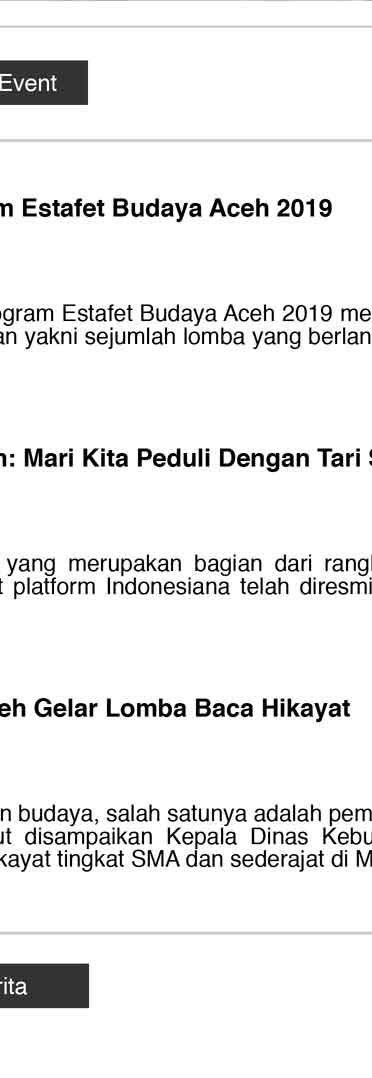 Event
m Estafet Budaya Aceh 2019
ogram Estafet Budaya Aceh 2019 me
an yakni sejumlah lomba yang berlan
n: Mari Kita Peduli Dengan Tari S
yang merupakan bagian dari rangk
t platform Indonesiana telah diresmi
eh Gelar Lomba Baca Hikayat
n budaya, salah satunya adalah pem
ut disampaikan Kepala Dinas Kebu
kayat tingkat SMA dan sederajat di M
rita